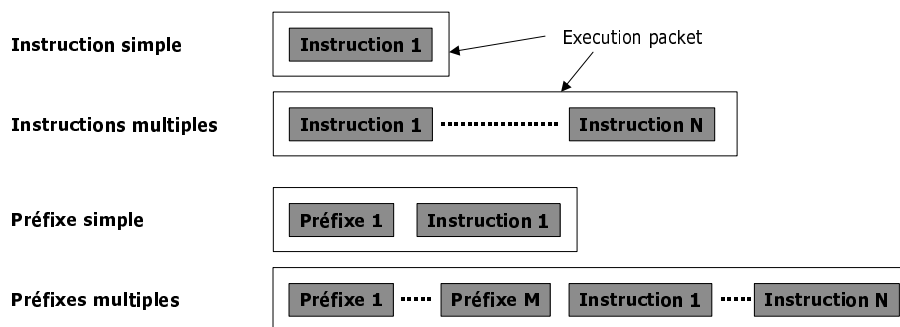 Instruction simple
Instruction 1
Execution packet
Instructions multiples
Instruction 1
Instruction N
Préfixe simple
Préfixe 1
Instruction 1
Préfixes multiples
Préfixe 1
Préfixe M
Instruction 1
Instruction N